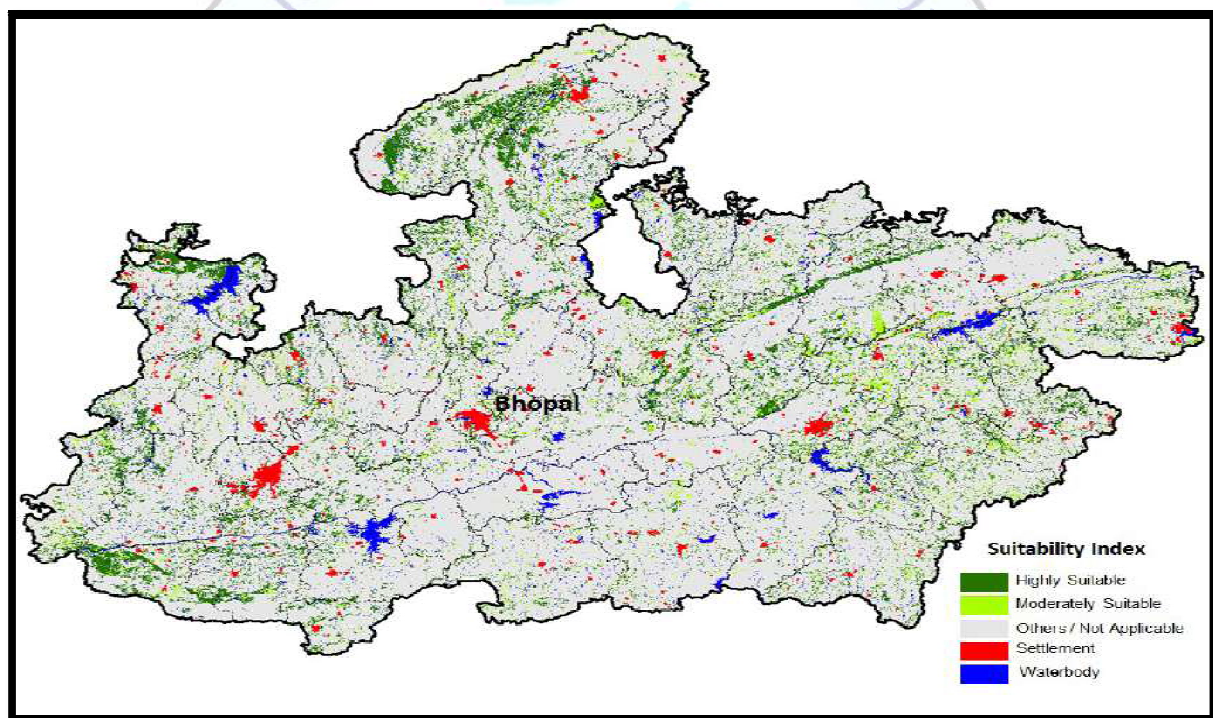 Bhopal
Suitability Index
Highly Suitable
Moderately Suitable
Others / Not Applicable
Settlement
Waterbody